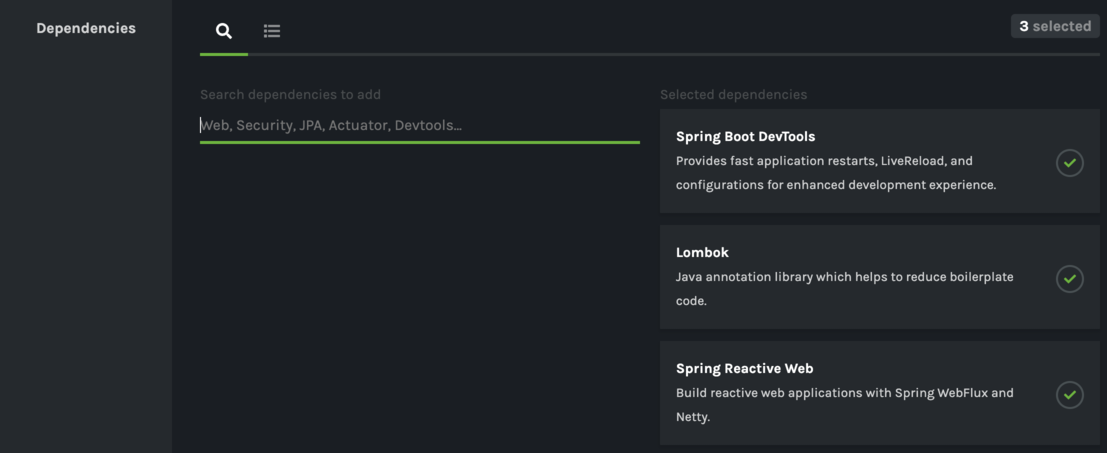 Dependencies
3 selected
Search dependencies to add
Web, Security, JPA, Actuator, Devtools...
Selected dependencies
Spring Boot DevTools
Provides fast application restarts, LiveReload, and
configurations for enhanced development experience.
Lombok
Java annotation library which helps to reduce boilerplate
code.
Spring Reactive Web
Build reactive web applications with Spring WebFlux and
Netty.